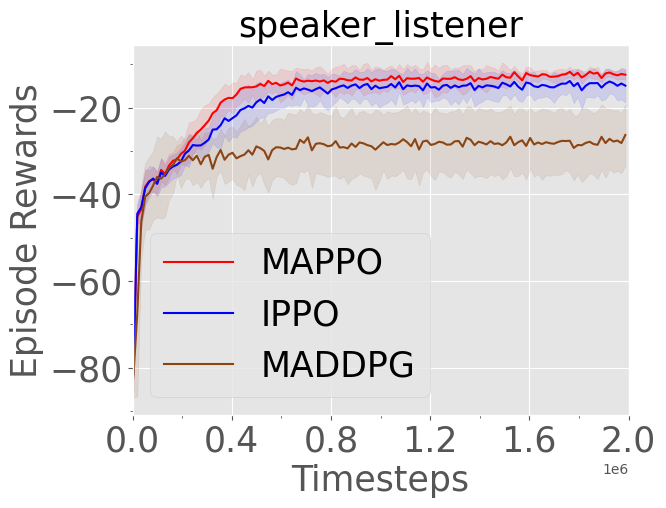 speaker_listener
Episode Rewards
−20
−40
−60
−80
MAPPO
IPPO
MADDPG
0.0 0.4 0.8 1.2 1.6 2.0
Timesteps
1e6